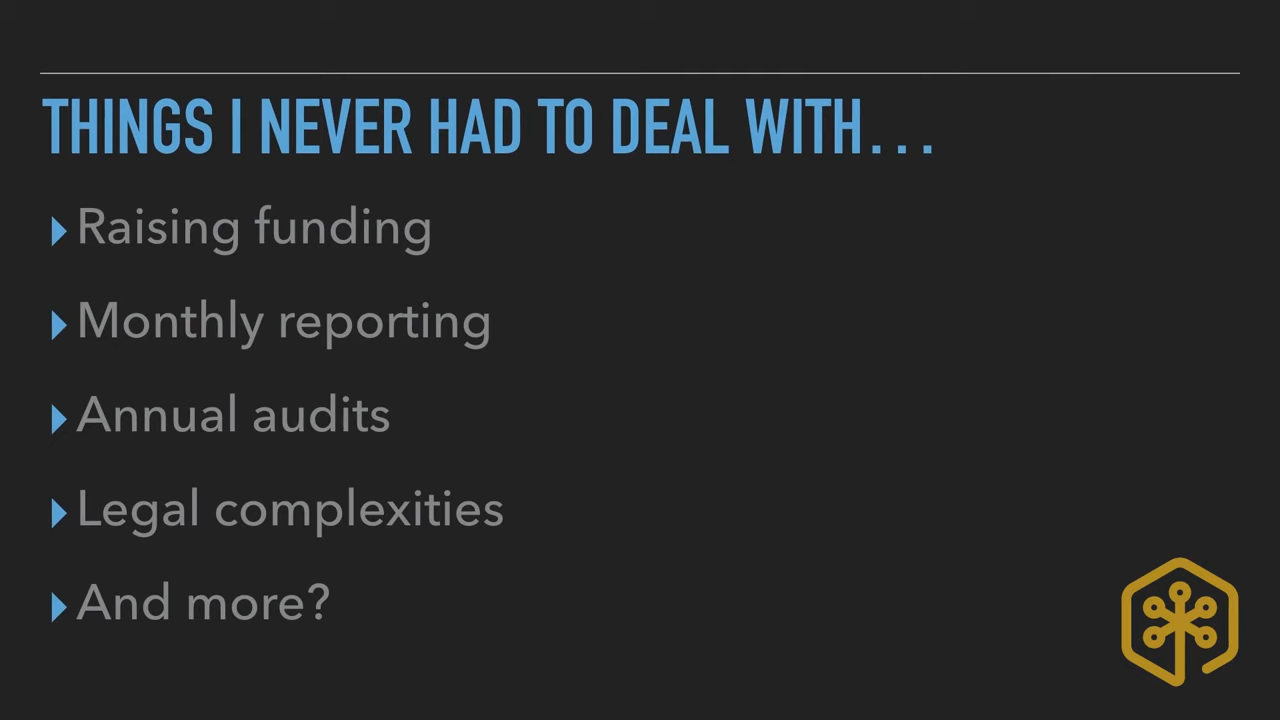 THINGS I NEVER HAD TO DEAL WITH...
Raising funding
Monthly reporting
Annual audits
Legal complexities
And more?